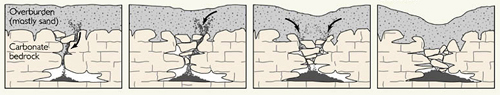 Overburden
(mostly sand)
Carbonate
bedrock